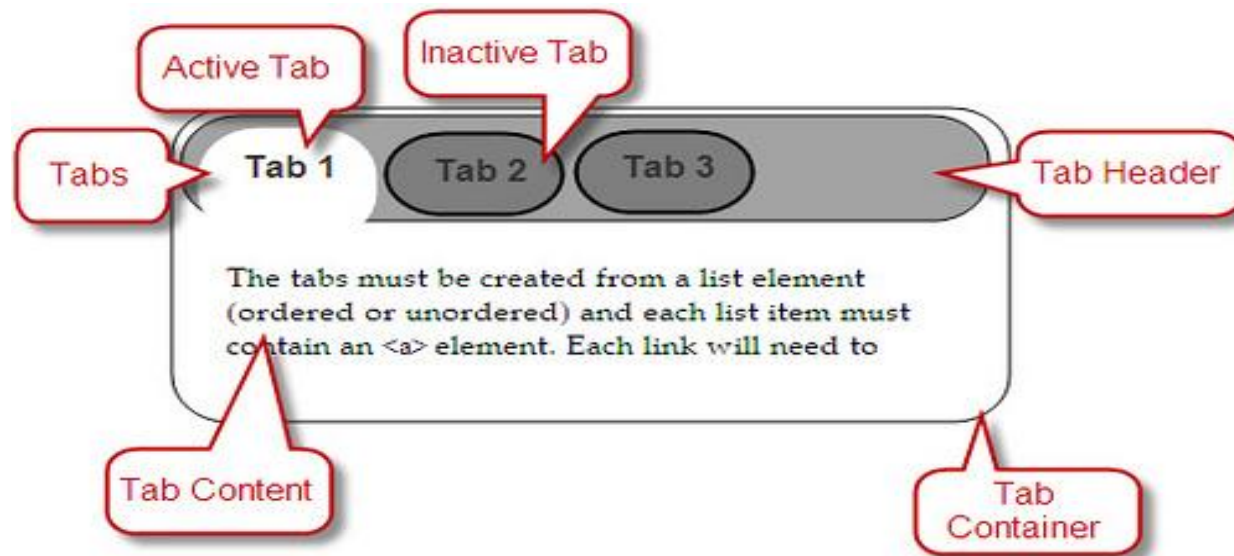 Inactive Tab
Active Tab
Tabs
Tab 1
Tab 2
Tab 3
Tab Header
The tabs must be created from a list element
(ordered or unordered) and each list item must
contain an <a> element. Each link will need to
Tab Content
Tab
Container